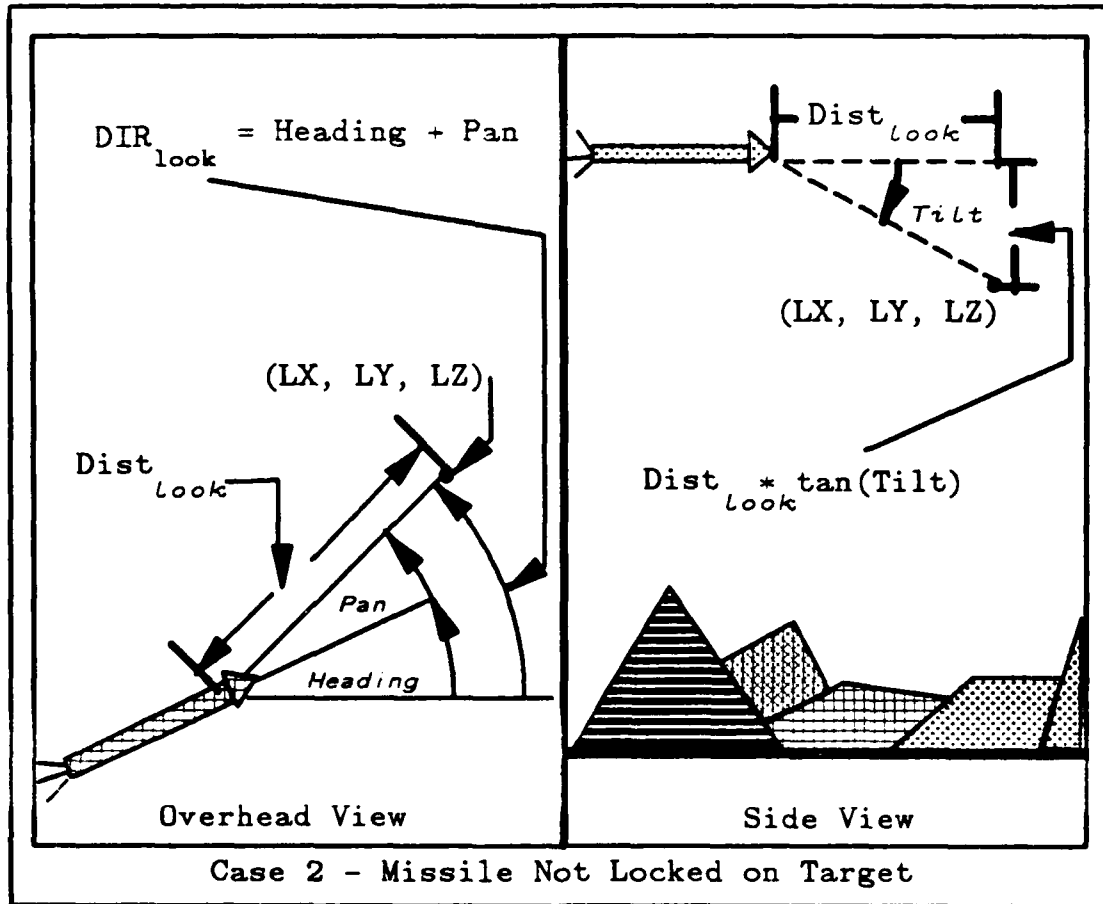 DIR look = Heading + Pan
(LX, LY, LZ)
Dist look
Pan
Heading
Overhead View
Dist look
Tilt
(LX, LY, LZ)
Dist look * tan(Tilt)
Side View
Case 2 - Missile Not Locked on Target